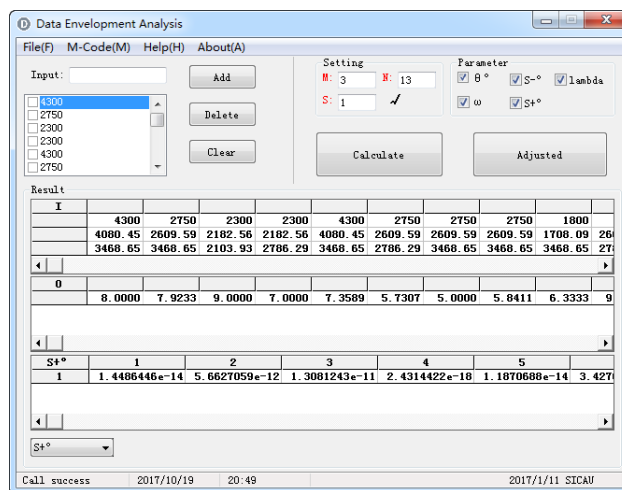 Data Envelopment Analysis
File(F) M-Code(M) Help(H) About(A)
Input: Add
4300
2750
2300
2300
4300
2750
Delete
Clear
Setting
M: 3 N: 13
S: 1
Parameter
θ° S-° lambda
ω S+°
Calculate Adjusted
Result
I
4300 2750 2300 2300 4300 2750 2750 2750 1800
4080.45 2609.59 2182.56 2182.56 4080.45 2609.59 2609.59 2609.59 1708.09 26
3468.65 3468.65 2103.93 2786.29 3468.65 2786.29 3468.65 3468.65 3468.65 27
O
8.0000 7.9233 9.0000 7.0000 7.3589 5.7307 5.0000 5.8411 6.3333 9
S+° 1 2 3 4 5
1 1.4486446e-14 5.6627059e-12 1.3081243e-11 2.4314422e-18 1.1870688e-14 3.427
S+°
Call success 2017/10/19 20:49 2017/1/11 SICAU